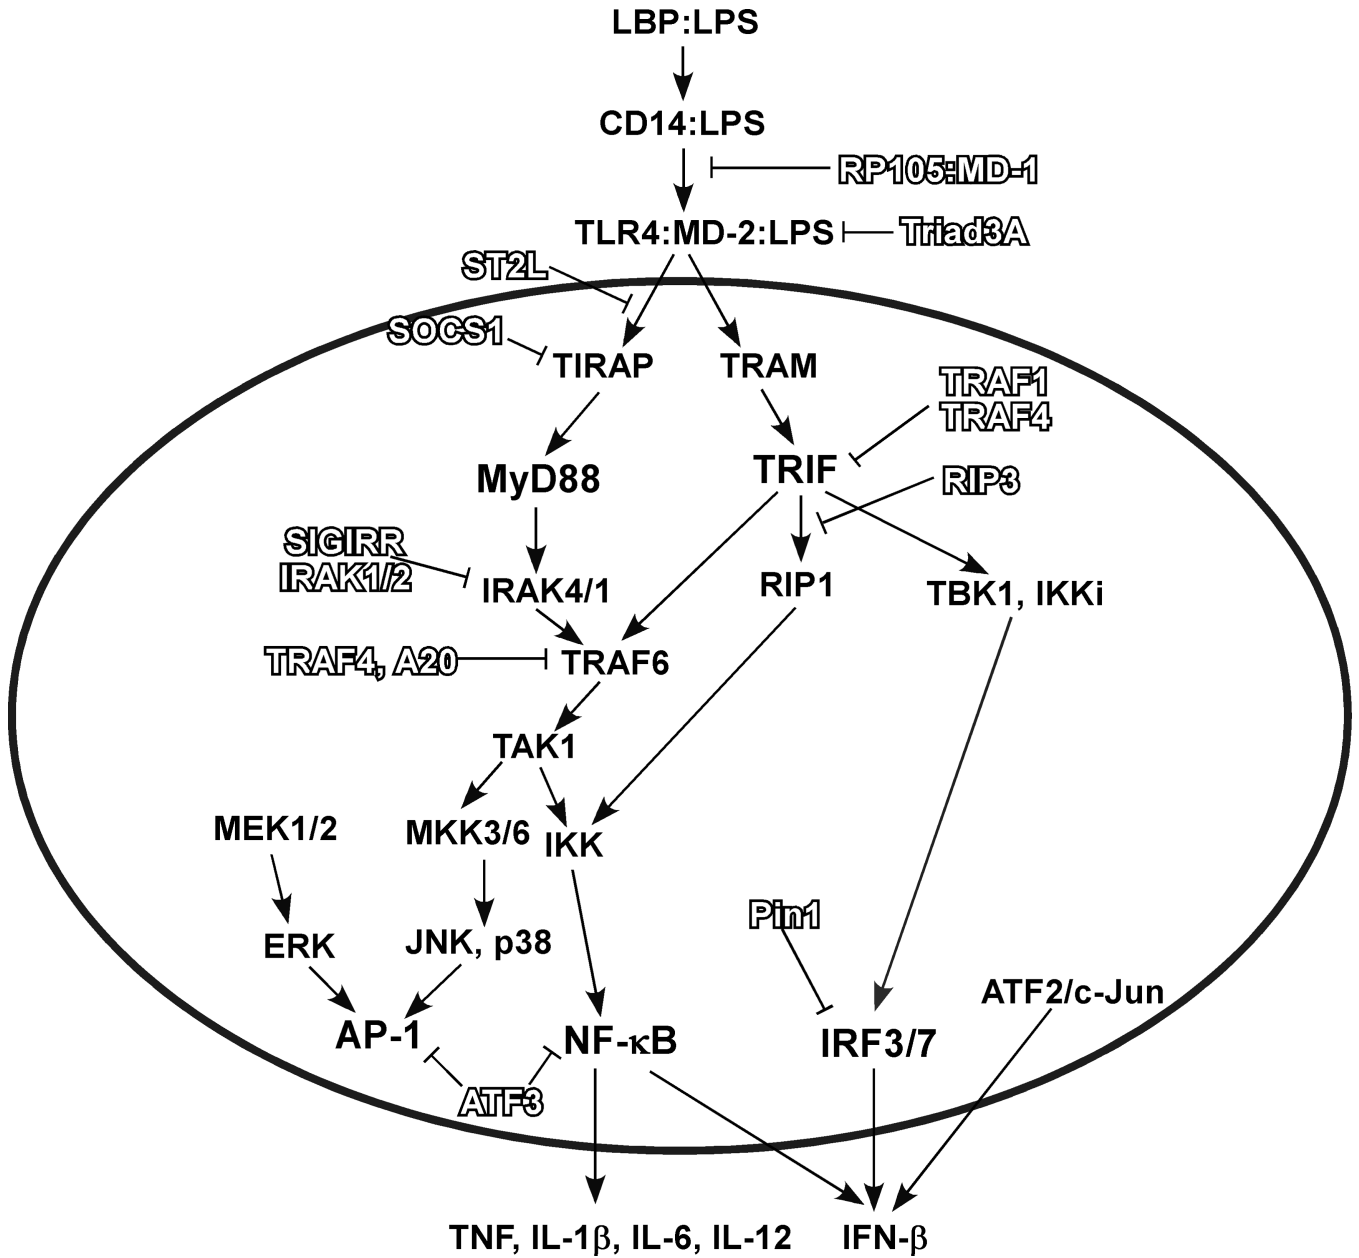 LBP:LPS
CD14:LPS
RP105:MD-1
TLR4:MD-2:LPS
Triad3A
ST2L
SOCS1
TIRAP
TRAM
TRAF1
TRAF4
TRIF
MyD88
RIP3
SIGIRR
IRAK1/2
IRAK4/1
RIP1
TBK1, IKKi
TRAF4, A20
TRAF6
TAK1
MEK1/2
MKK3/6
IKK
Pin1
ERK
JNK, p38
ATF2/c-Jun
AP-1
NF-κB
IRF3/7
ATF3
TNF, IL-1β, IL-6, IL-12
IFN-β